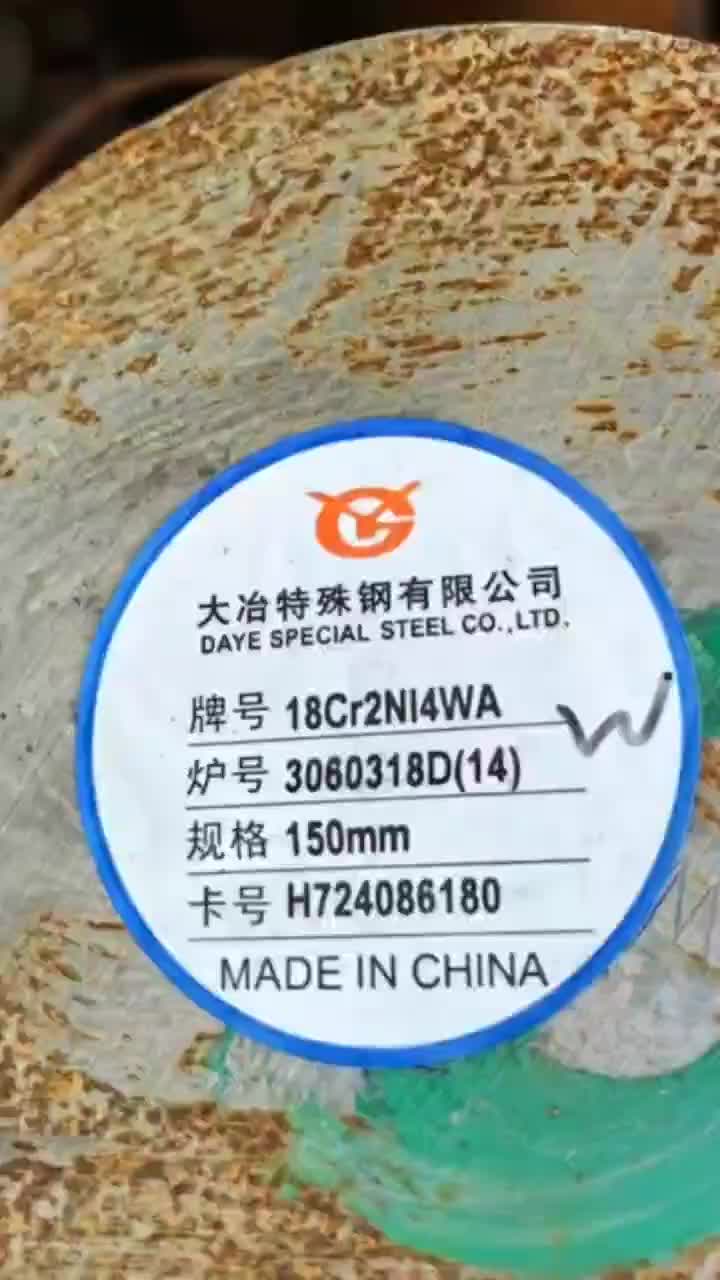 大冶特殊钢有限公司
DAYE SPECIAL STEEL CO.,LTD.
牌号 18Cr2NI4WA
W
炉号 3060318D(14)
规格 150mm
卡号 H724086180
MADE IN CHINA